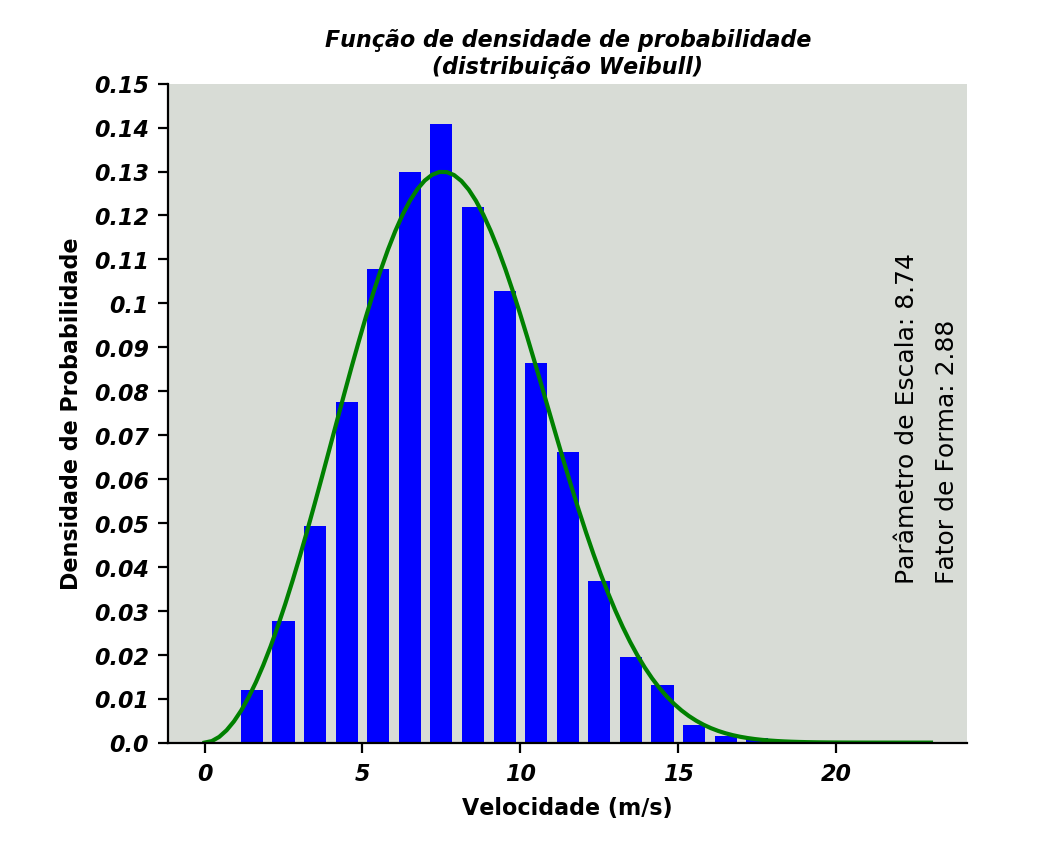 Função de densidade de probabilidade
(distribuição Weibull)
Densidade de Probabilidade
0.15
0.14
0.13
0.12
0.11
0.1
0.09
0.08
0.07
0.06
0.05
0.04
0.03
0.02
0.01
0.0
Parâmetro de Escala: 8.74
Fator de Forma: 2.88
0 5 10 15 20
Velocidade (m/s)